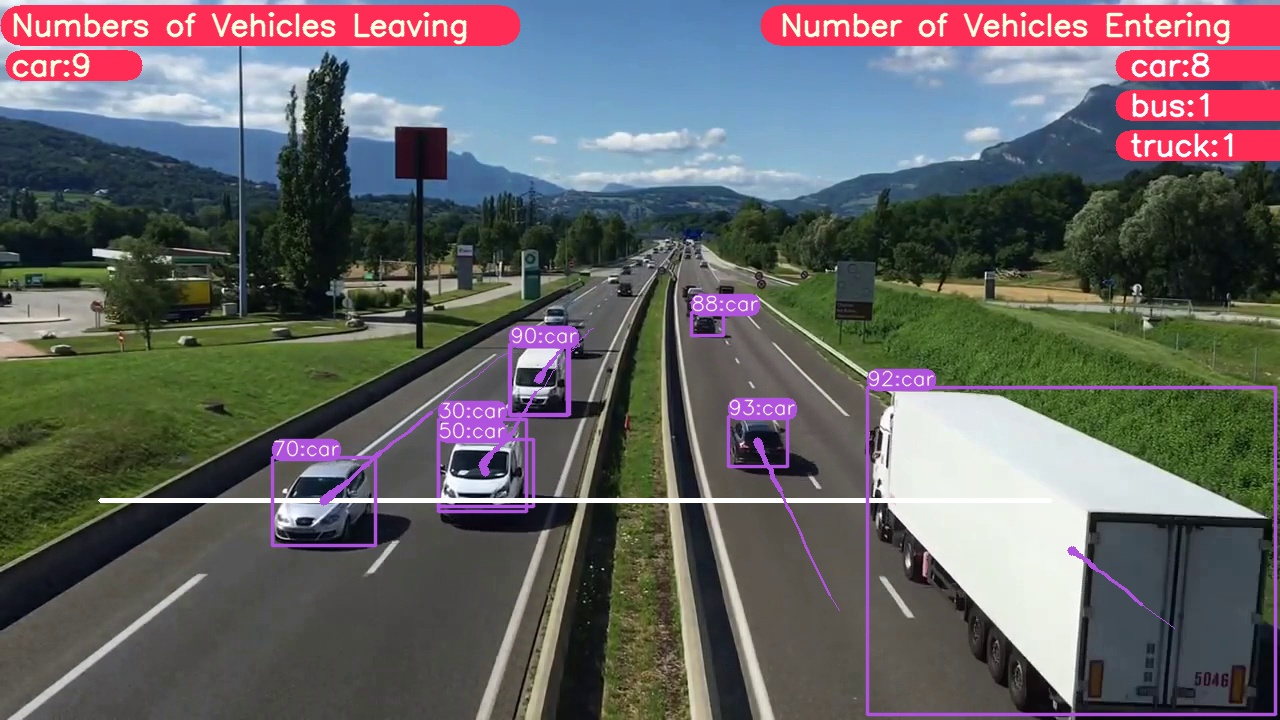 Numbers of Vehicles Leaving
Number of Vehicles Entering
car:9
car:8
bus:1
truck:1
88:car
90:car
92:car
30:car
93:car
50:car
70:car
5046